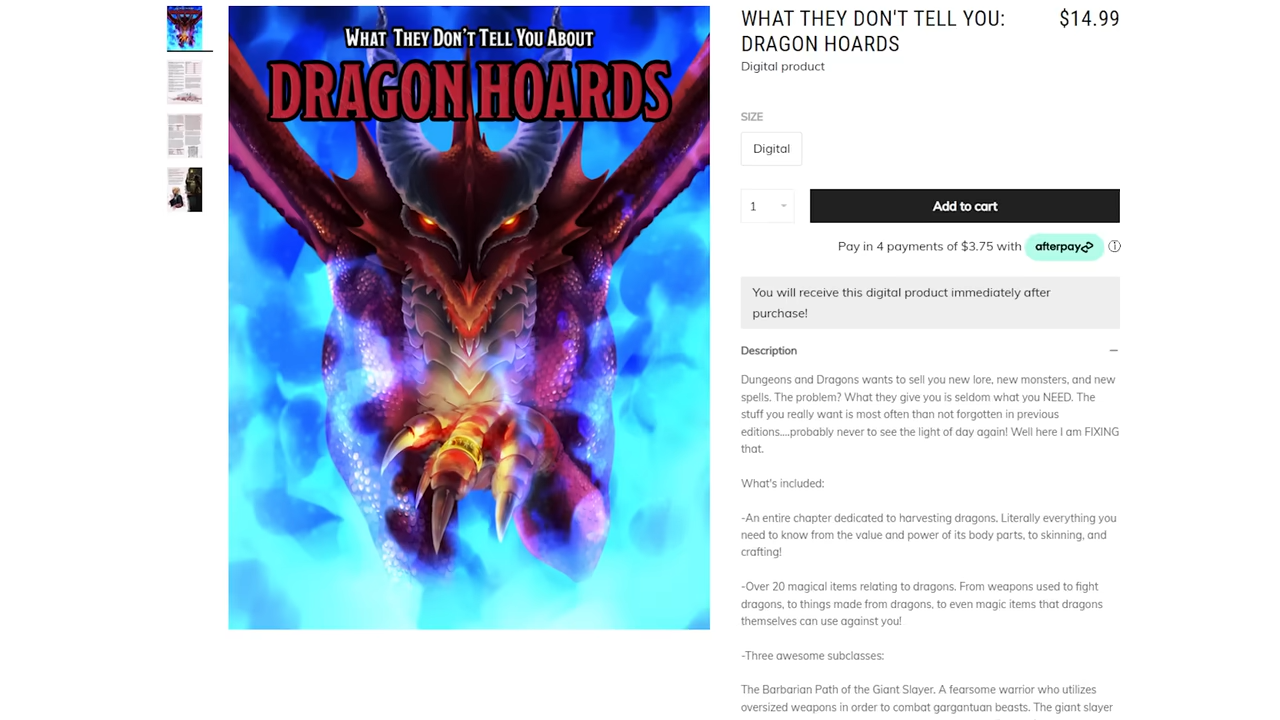 WHAT THEY DON'T TELL YOU ABOUT
DRAGON HOARDS
WHAT THEY DON'T TELL YOU:
DRAGON HOARDS
$14.99
Digital product
SIZE
Digital
1
Add to cart
Pay in 4 payments of $3.75 with afterpay
You will receive this digital product immediately after
purchase!
Description
Dungeons and Dragons wants to sell you new lore, new monsters, and new
spells. The problem? What they give you is seldom what you NEED. The
stuff you really want is most often than not forgotten in previous
editions....probably never to see the light of day again! Well here I am FIXING
that.
What's included:
-An entire chapter dedicated to harvesting dragons. Literally everything you
need to know from the value and power of its body parts, to skinning, and
crafting!
-Over 20 magical items relating to dragons. From weapons used to fight
dragons, to things made from dragons, to even magic items that dragons
themselves can use against you!
-Three awesome subclasses:
The Barbarian Path of the Giant Slayer. A fearsome warrior who utilizes
oversized weapons in order to combat gargantuan beasts. The giant slayer